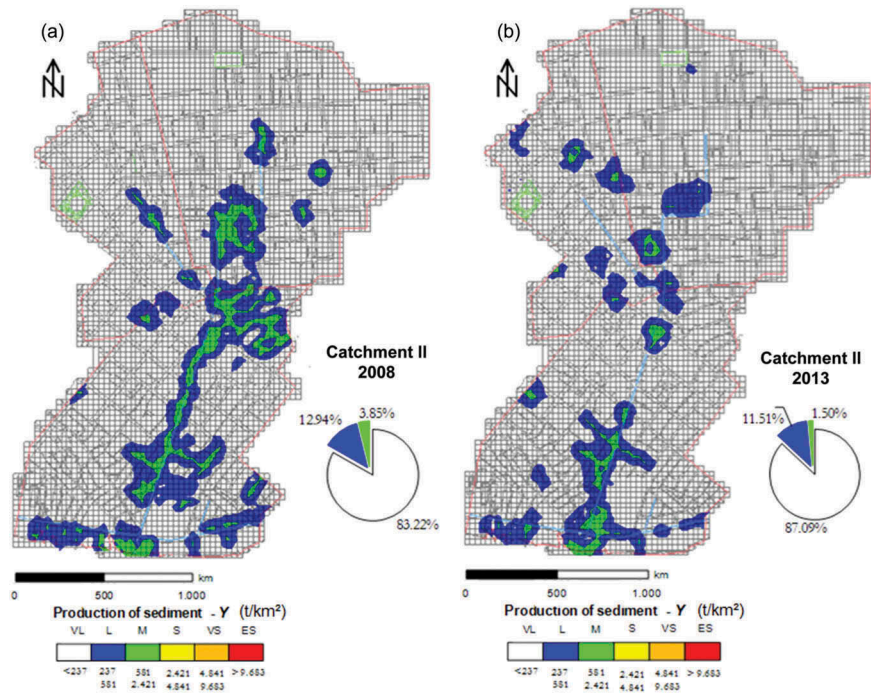 (a)
N
Catchment II
2008
12.94%
3.85%
83.22%
0 500 1.000 km
Production of sediment - Y (t/km²)
VL L M S VS ES
<237 237 581 2.421 4.841 >9.683
581 2.421 4.841 9.683
(b)
N
Catchment II
2013
11.51%
1.50%
87.09%
0 500 1.000 km
Production of sediment - Y (t/km²)
VL L M S VS ES
<237 237 581 2.421 4.841 >9.683
581 2.421 4.841 9.683